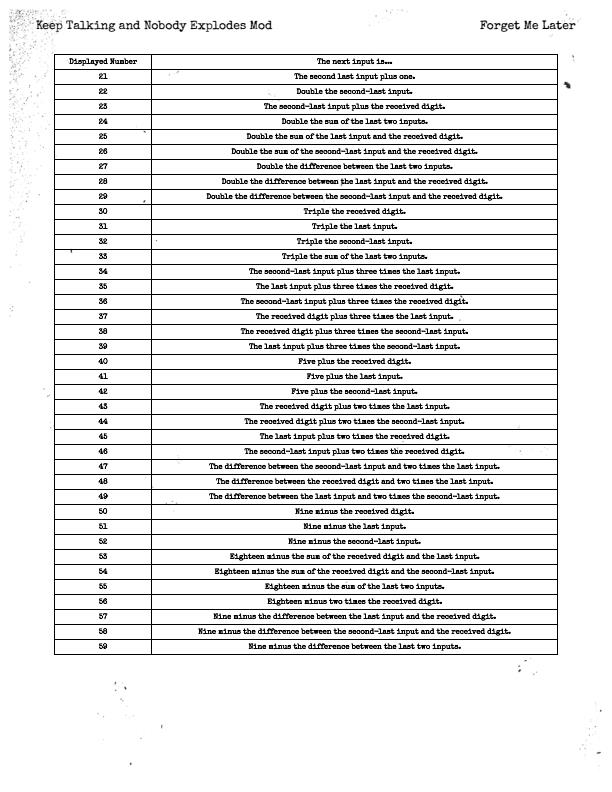 Keep Talking and Nobody Explodes Mod Forget Me Later
Displayed Number The next input is...
21 The second last input plus one.
22 Double the second-last input.
23 The second-last input plus the received digit.
24 Double the sum of the last two inputs.
25 Double the sum of the last input and the received digit.
26 Double the sum of the second-last input and the received digit.
27 Double the difference between the last two inputs.
28 Double the difference between the last input and the received digit.
29 Double the difference between the second-last input and the received digit.
30 Triple the received digit.
31 Triple the last input.
32 Triple the second-last input.
33 Triple the sum of the last two inputs.
34 The second-last input plus three times the last input.
35 The last input plus three times the received digit.
36 The second-last input plus three times the received digit.
37 The received digit plus three times the last input.
38 The received digit plus three times the second-last input.
39 The last input plus three times the second-last input.
40 Five plus the received digit.
41 Five plus the last input.
42 Five plus the second-last input.
43 The received digit plus two times the last input.
44 The received digit plus two times the second-last input.
45 The last input plus two times the received digit.
46 The second-last input plus two times the received digit.
47 The difference between the second-last input and two times the last input.
48 The difference between the received digit and two times the last input.
49 The difference between the last input and two times the second-last input.
50 Nine minus the received digit.
51 Nine minus the last input.
52 Nine minus the second-last input.
53 Eighteen minus the sum of the received digit and the last input.
54 Eighteen minus the sum of the received digit and the second-last input.
55 Eighteen minus the sum of the last two inputs.
56 Eighteen minus two times the received digit.
57 Nine minus the difference between the last input and the received digit.
58 Nine minus the difference between the second-last input and the received digit.
59 Nine minus the difference between the last two inputs.